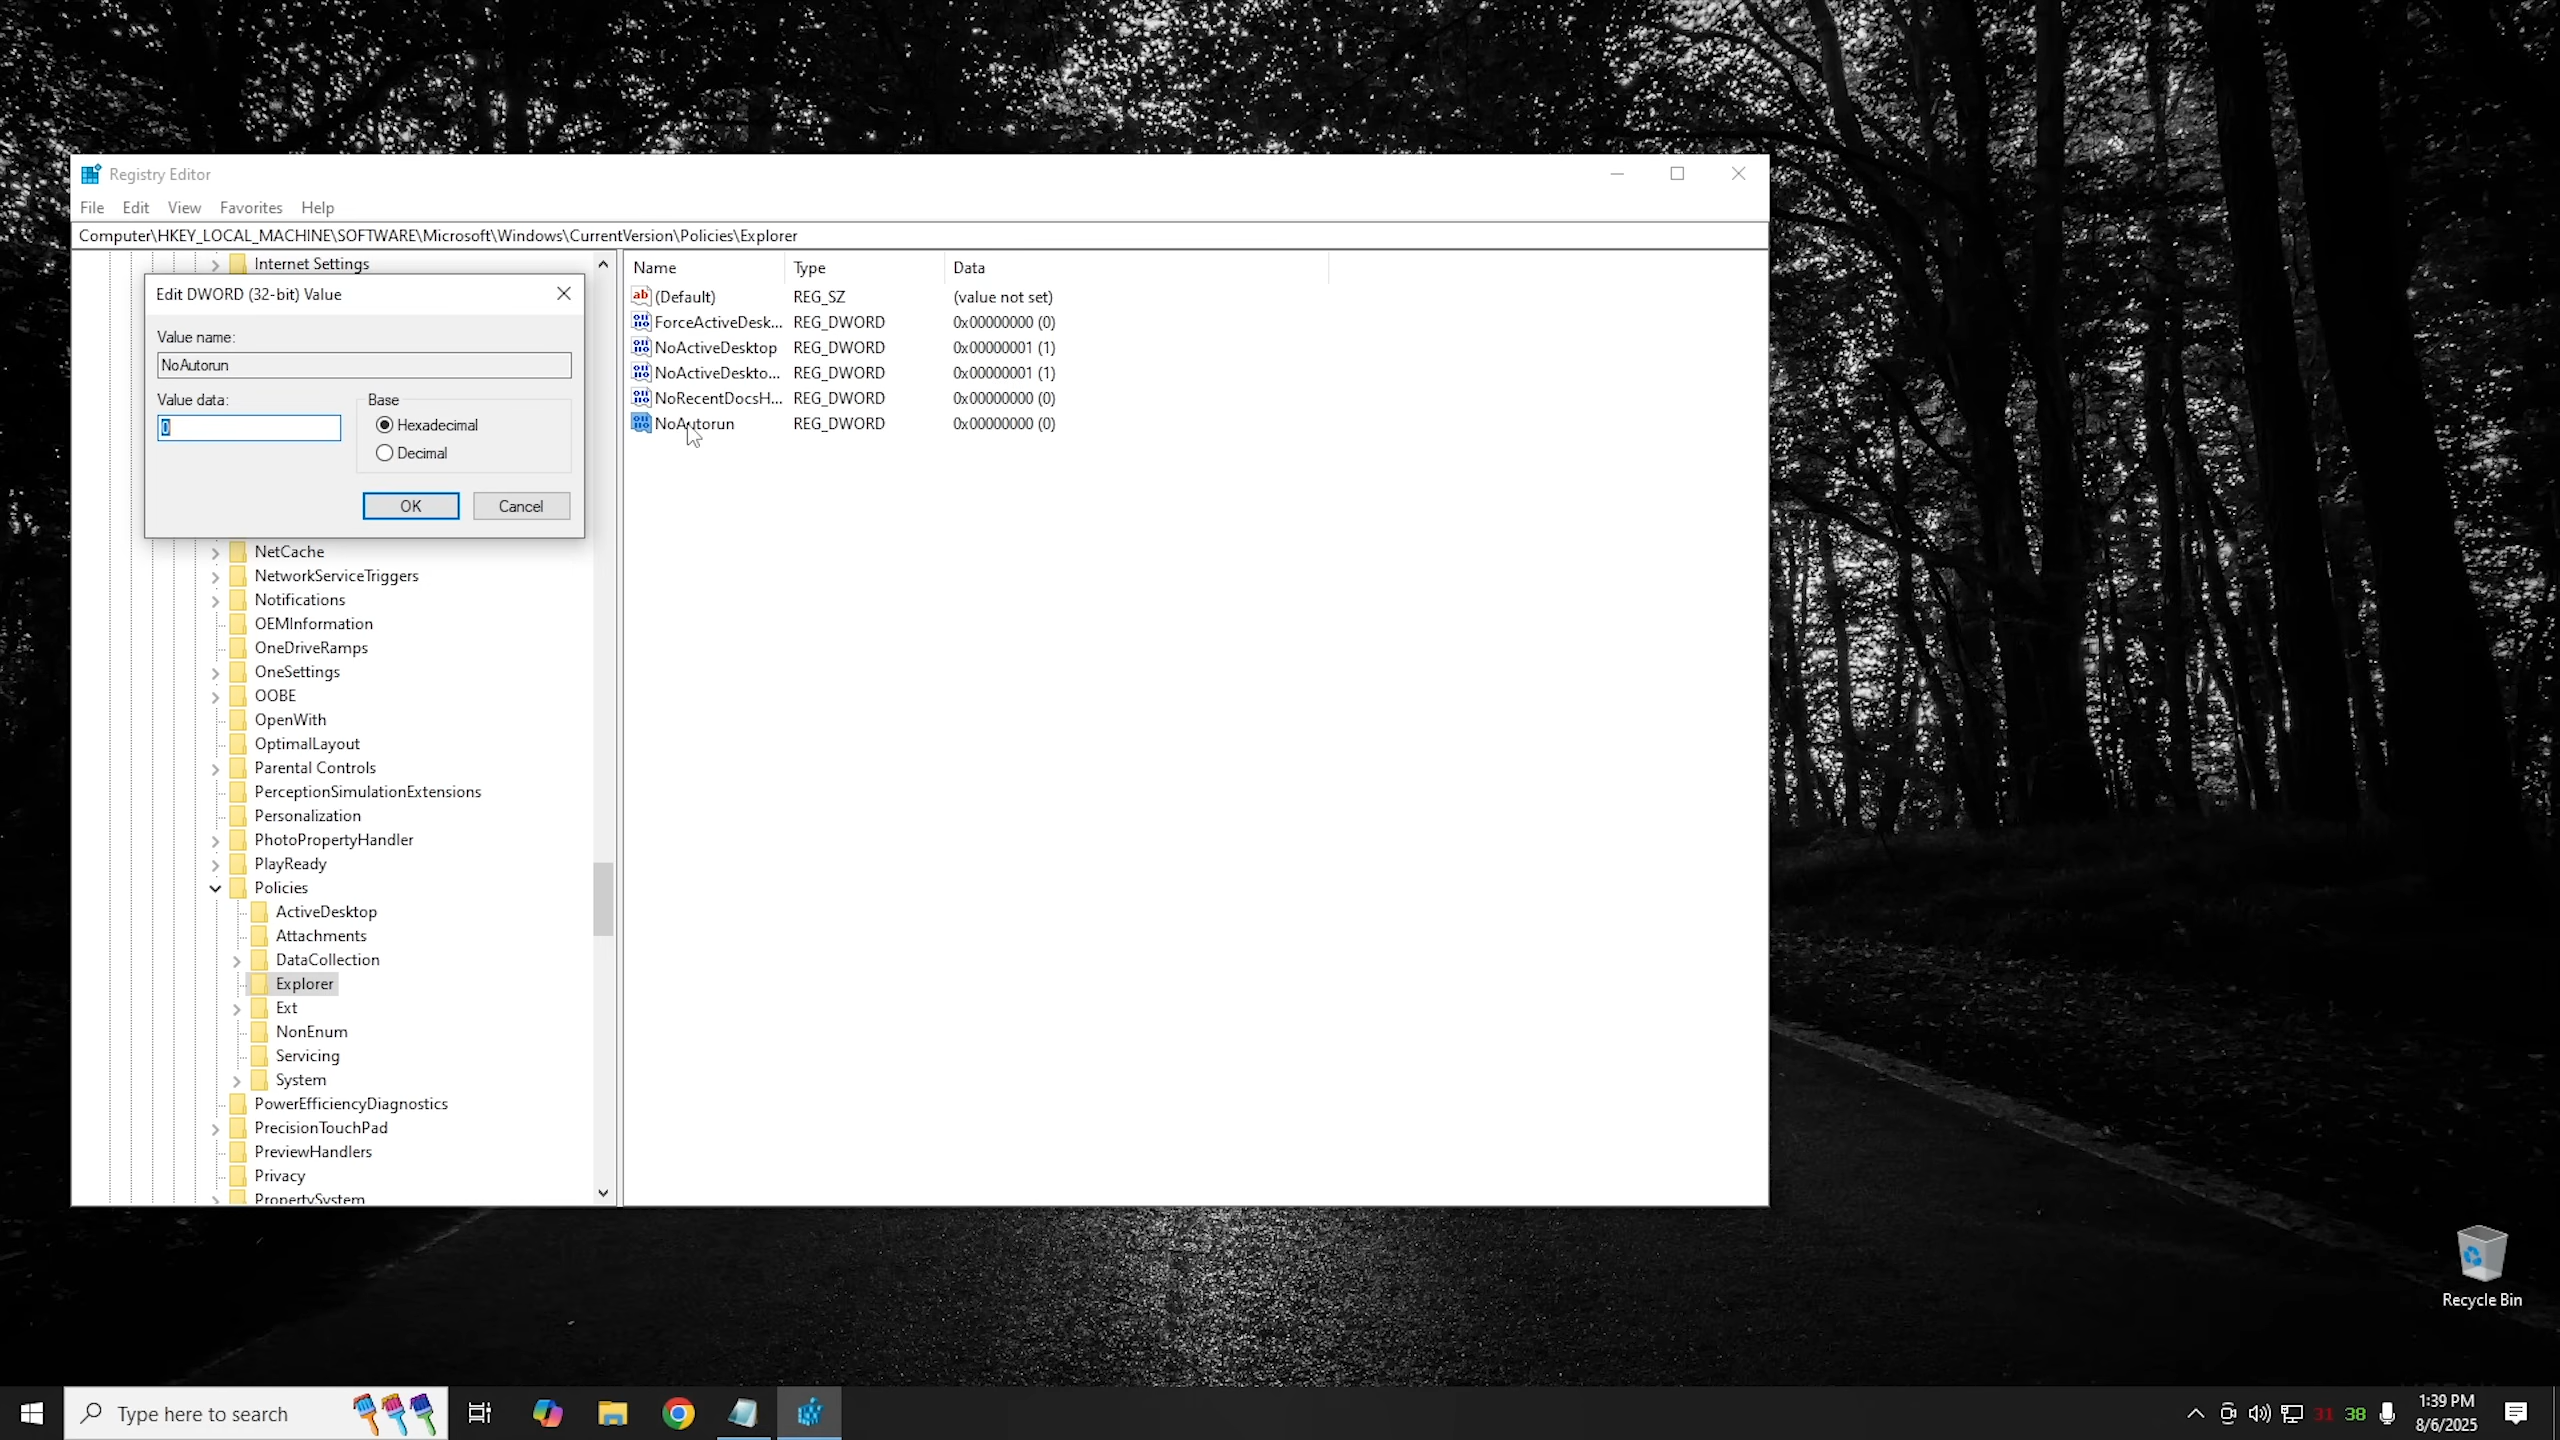 Registry Editor
File Edit View Favorites Help
Computer\HKEY_LOCAL_MACHINE\SOFTWARE\Microsoft\Windows\CurrentVersion\Policies\Explorer
Internet Settings
Edit DWORD (32-bit) Value
Value name:
NoAutorun
Value data:
0
Base
Hexadecimal
Decimal
OK
Cancel
NetCache
NetworkServiceTriggers
Notifications
OEMInformation
OneDriveRamps
OneSettings
OOBE
OpenWith
OptimalLayout
Parental Controls
PerceptionSimulationExtensions
Personalization
PhotoPropertyHandler
PlayReady
Policies
ActiveDesktop
Attachments
DataCollection
Explorer
Ext
NonEnum
Servicing
System
PowerEfficiencyDiagnostics
PrecisionTouchPad
PreviewHandlers
Privacy
PropertySystem
Name Type Data
ab (Default) REG_SZ (value not set)
ForceActiveDesk... REG_DWORD 0x00000000 (0)
NoActiveDesktop REG_DWORD 0x00000001 (1)
NoActiveDeskto... REG_DWORD 0x00000001 (1)
NoRecentDocsH... REG_DWORD 0x00000000 (0)
NoAutorun REG_DWORD 0x00000000 (0)
Recycle Bin
Type here to search
31 38
1:39 PM
8/6/2025